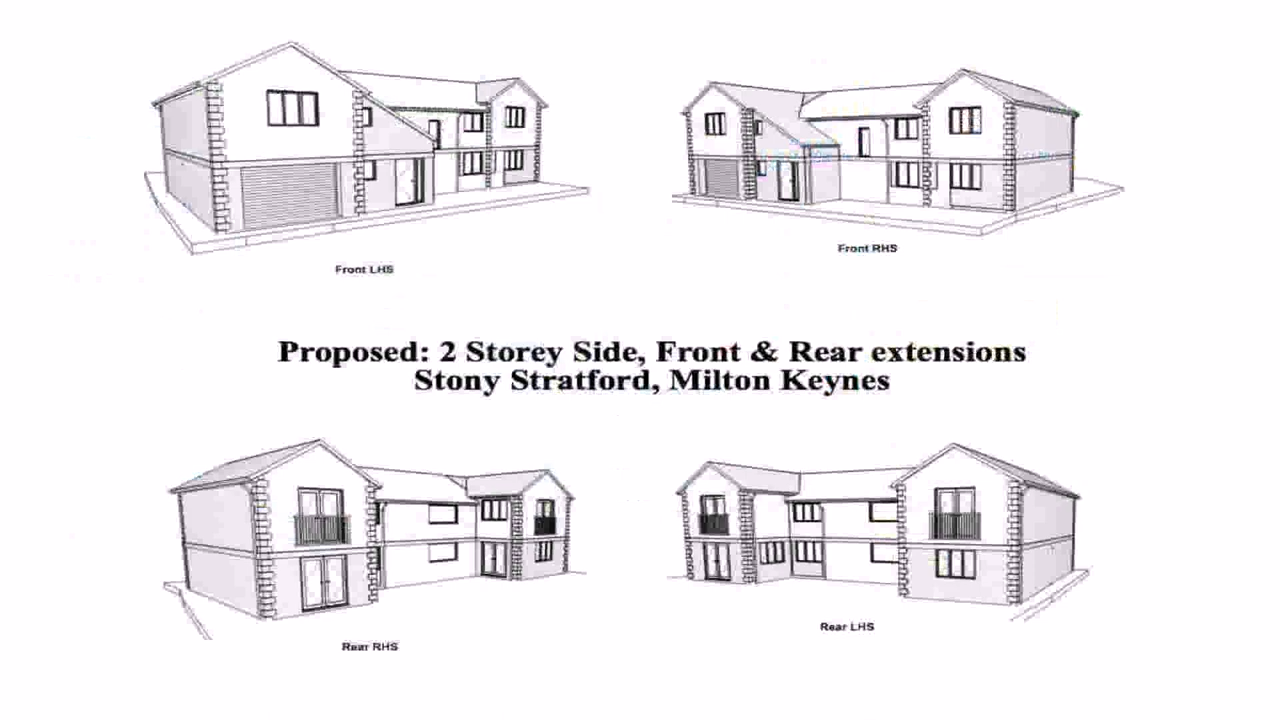 Front LHS
Front RHS
Proposed: 2 Storey Side, Front & Rear extensions
Stony Stratford, Milton Keynes
Rear RHS
Rear LHS